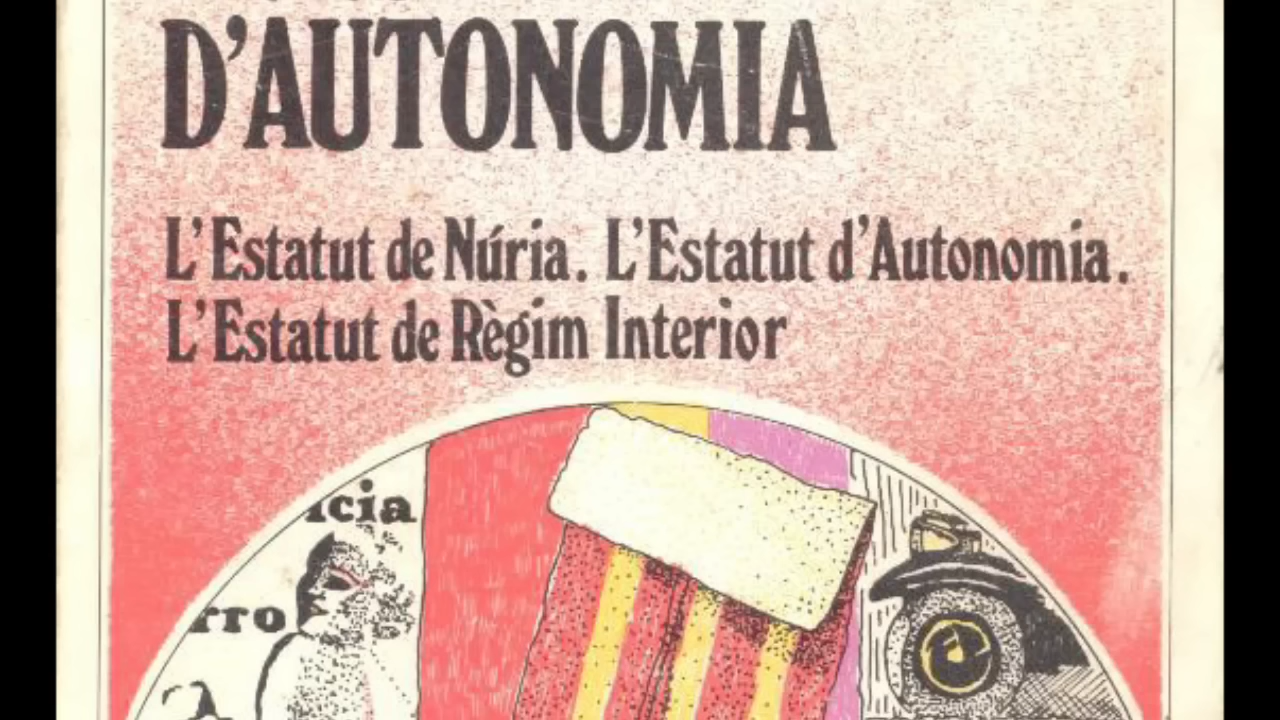 D'AUTONOMIA
L'Estatut de Núria. L'Estatut d'Autonomia.
L'Estatut de Règim Interior
icia
rro